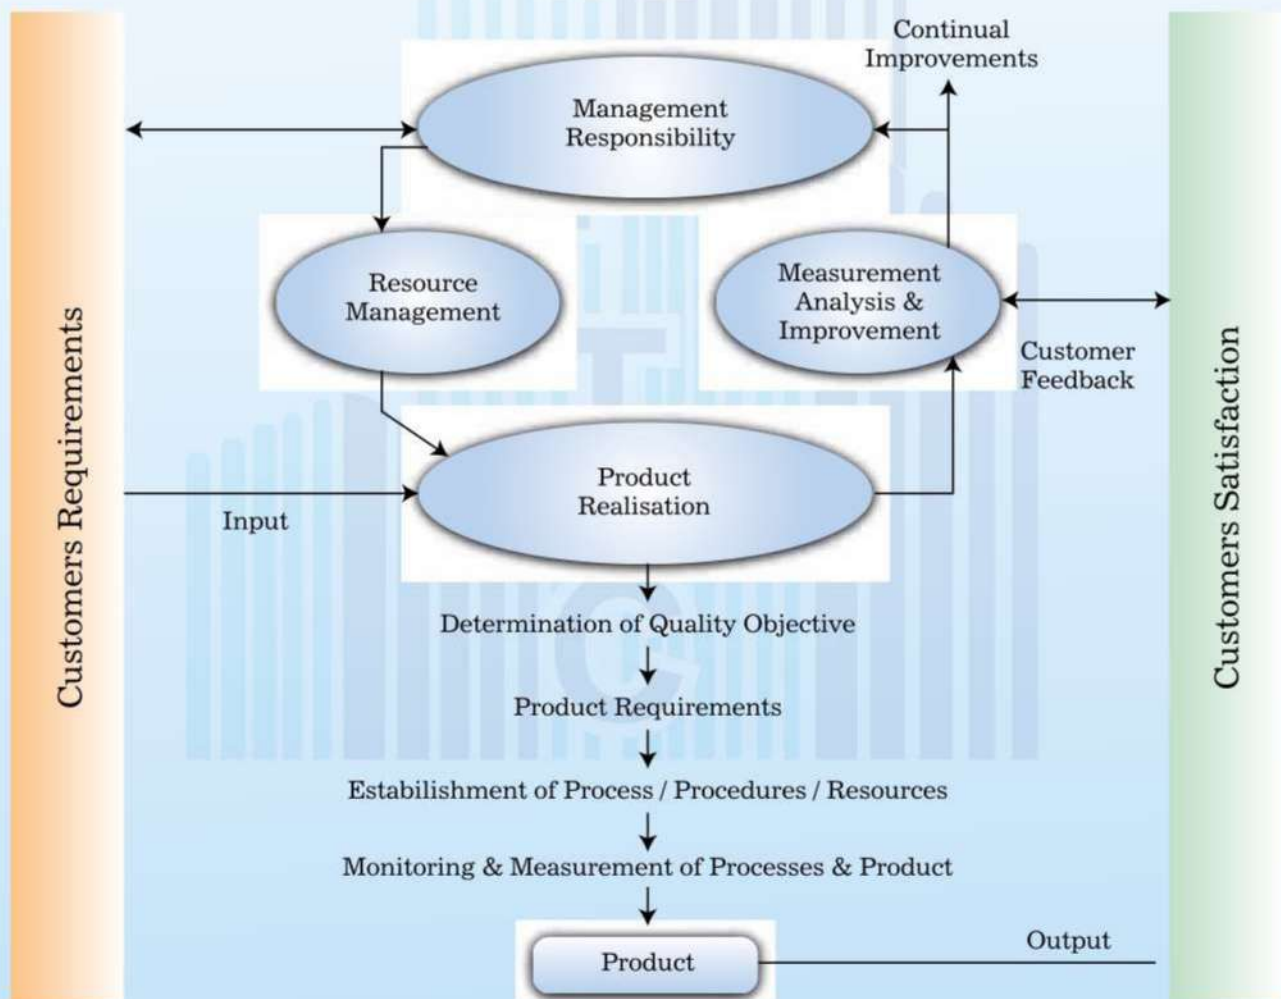 Continual
Improvements
Management
Responsibility
Resource
Management
Measurement
Analysis &
Improvement
Customer
Feedback
Customers Requirements
Customers Satisfaction
Product
Realisation
Input
Determination of Quality Objective
Product Requirements
Estabilishment of Process / Procedures / Resources
Monitoring & Measurement of Processes & Product
Output
Product
T
C